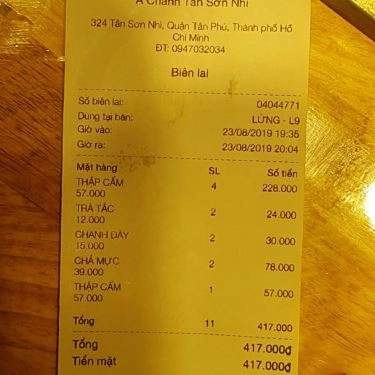 A Chảnh Tân Sơn Nhì
324 Tân Sơn Nhì, Quận Tân Phú, Thành phố Hồ
Chí Minh
ĐT: 0947032034
Biên lai
Số biên lai: 04044771
Dùng tại bàn: LỬNG - L9
Giờ vào: 23/08/2019 19:35
Giờ ra: 23/08/2019 20:04
Mặt hàng SL Số tiền
THẬP CẨM 4 228.000
57.000
TRÀ TẮC 2 24.000
12.000
CHANH DÂY 2 30.000
15.000
CHẢ MỰC 2 78.000
39.000
THẬP CẨM 1 57.000
57.000
Tổng 11 417.000
Tổng 417.000₫
Tiền mặt 417.000₫